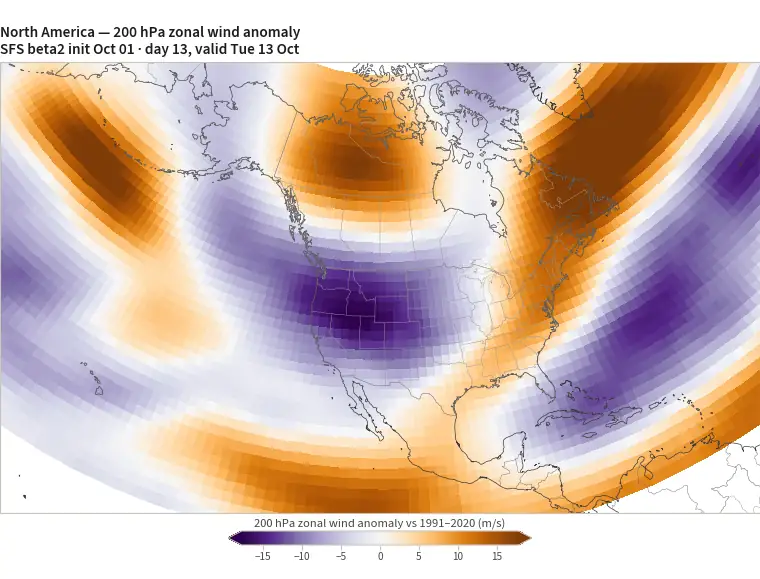 North America — 200 hPa zonal wind anomaly
SFS beta2 init Oct 01 · day 13, valid Tue 13 Oct
200 hPa zonal wind anomaly vs 1991–2020 (m/s)
−15 −10 −5 0 5 10 15